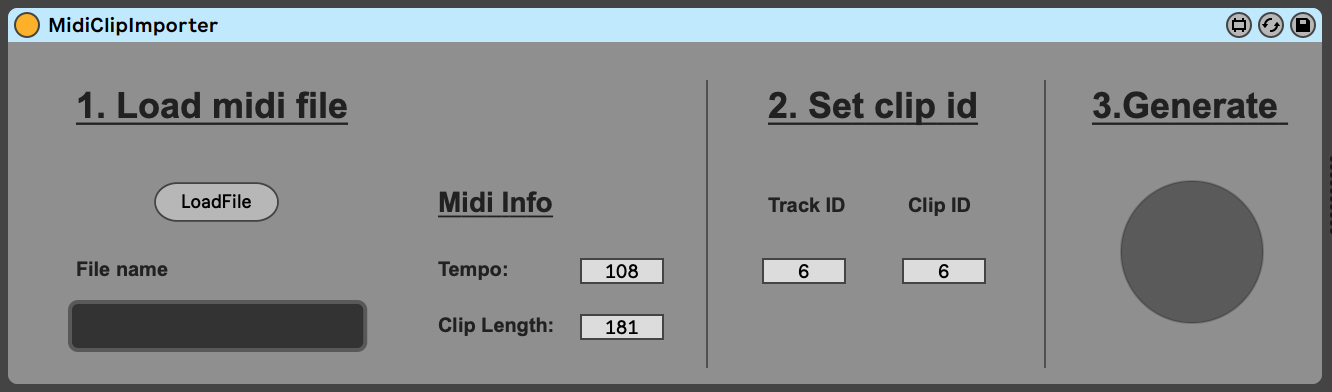 MidiClipImporter
1. Load midi file
LoadFile
File name
Midi Info
Tempo: 108
Clip Length: 181
2. Set clip id
Track ID Clip ID
6 6
3.Generate